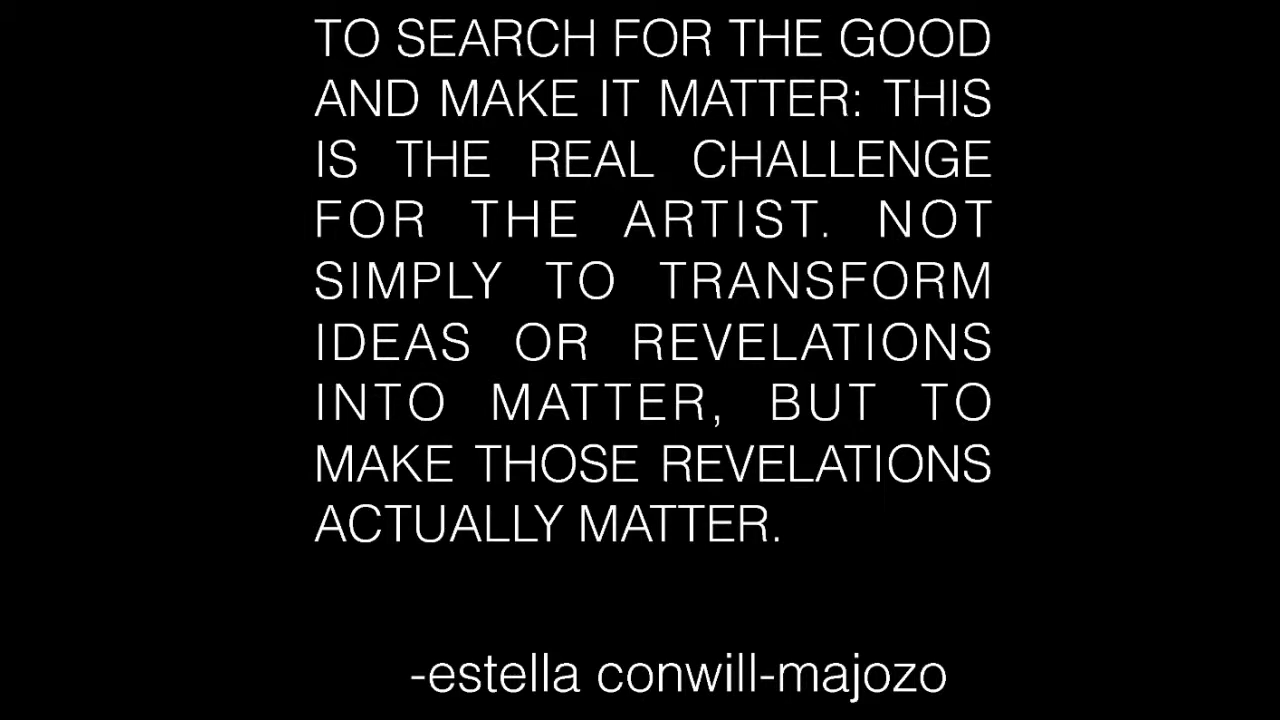 TO SEARCH FOR THE GOOD
AND MAKE IT MATTER: THIS
IS THE REAL CHALLENGE
FOR THE ARTIST. NOT
SIMPLY TO TRANSFORM
IDEAS OR REVELATIONS
INTO MATTER, BUT TO
MAKE THOSE REVELATIONS
ACTUALLY MATTER.
-estella conwill-majozo